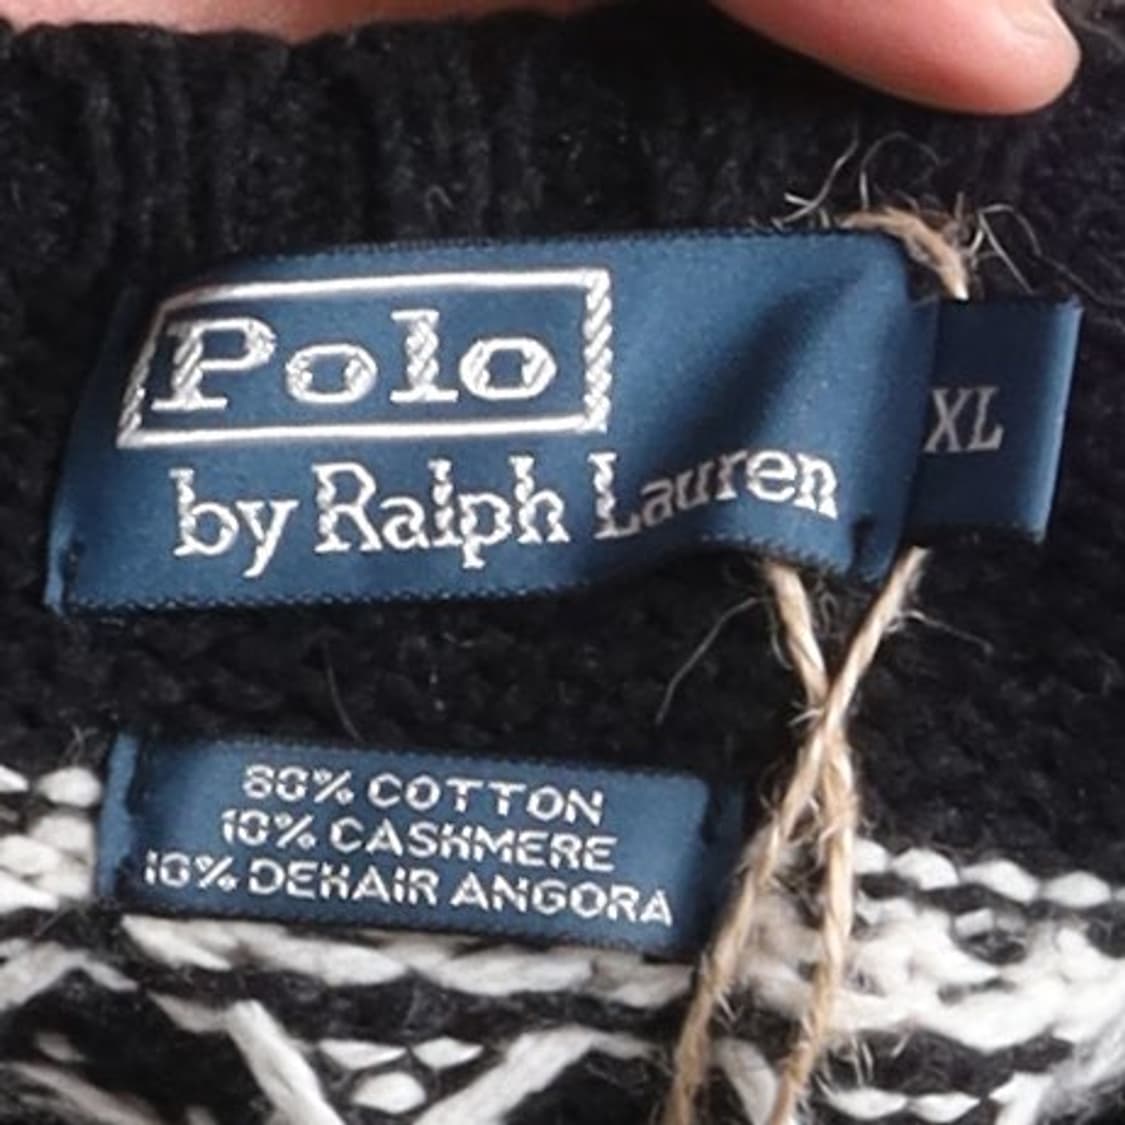 Polo
by Ralph Lauren
XL
80% COTTON
10% CASHMERE
10% DEHAIR ANGORA